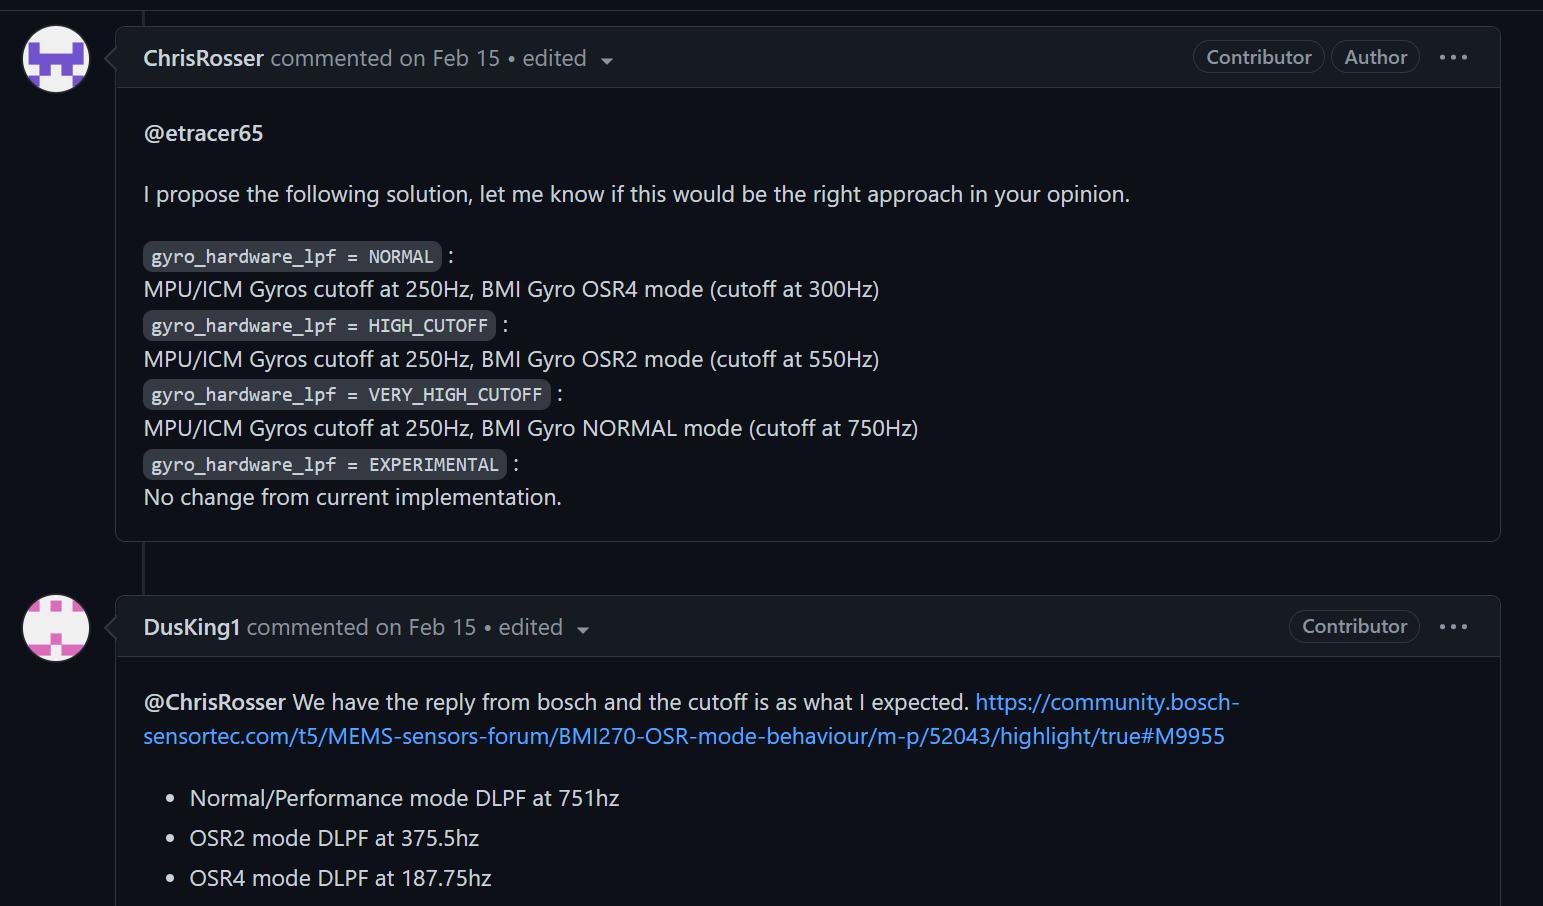 ChrisRosser commented on Feb 15 • edited
Contributor Author
@etracer65
I propose the following solution, let me know if this would be the right approach in your opinion.
gyro_hardware_lpf = NORMAL :
MPU/ICM Gyros cutoff at 250Hz, BMI Gyro OSR4 mode (cutoff at 300Hz)
gyro_hardware_lpf = HIGH_CUTOFF :
MPU/ICM Gyros cutoff at 250Hz, BMI Gyro OSR2 mode (cutoff at 550Hz)
gyro_hardware_lpf = VERY_HIGH_CUTOFF :
MPU/ICM Gyros cutoff at 250Hz, BMI Gyro NORMAL mode (cutoff at 750Hz)
gyro_hardware_lpf = EXPERIMENTAL :
No change from current implementation.
DusKing1 commented on Feb 15 • edited
Contributor
@ChrisRosser We have the reply from bosch and the cutoff is as what I expected. https://community.bosch-
sensortec.com/t5/MEMS-sensors-forum/BMI270-OSR-mode-behaviour/m-p/52043/highlight/true#M9955
• Normal/Performance mode DLPF at 751hz
• OSR2 mode DLPF at 375.5hz
• OSR4 mode DLPF at 187.75hz